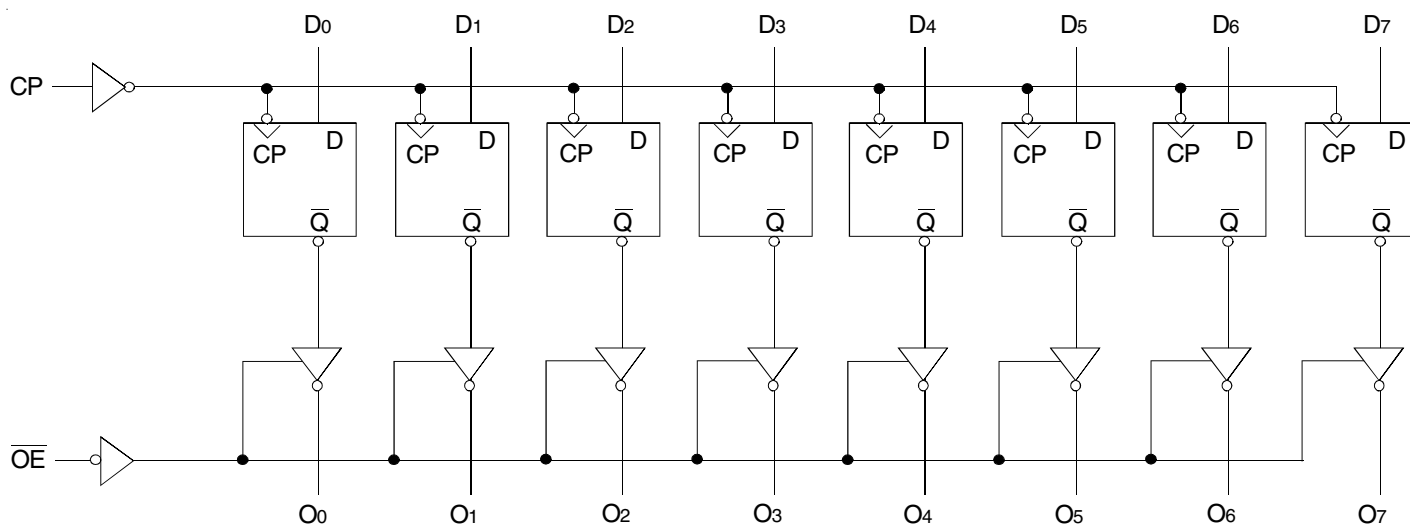 D0 D1 D2 D3 D4 D5 D6 D7
CP
CP D CP D CP D CP D CP D CP D CP D CP D
Q̅ Q̅ Q̅ Q̅ Q̅ Q̅ Q̅ Q̅
O̅E̅
O0 O1 O2 O3 O4 O5 O6 O7